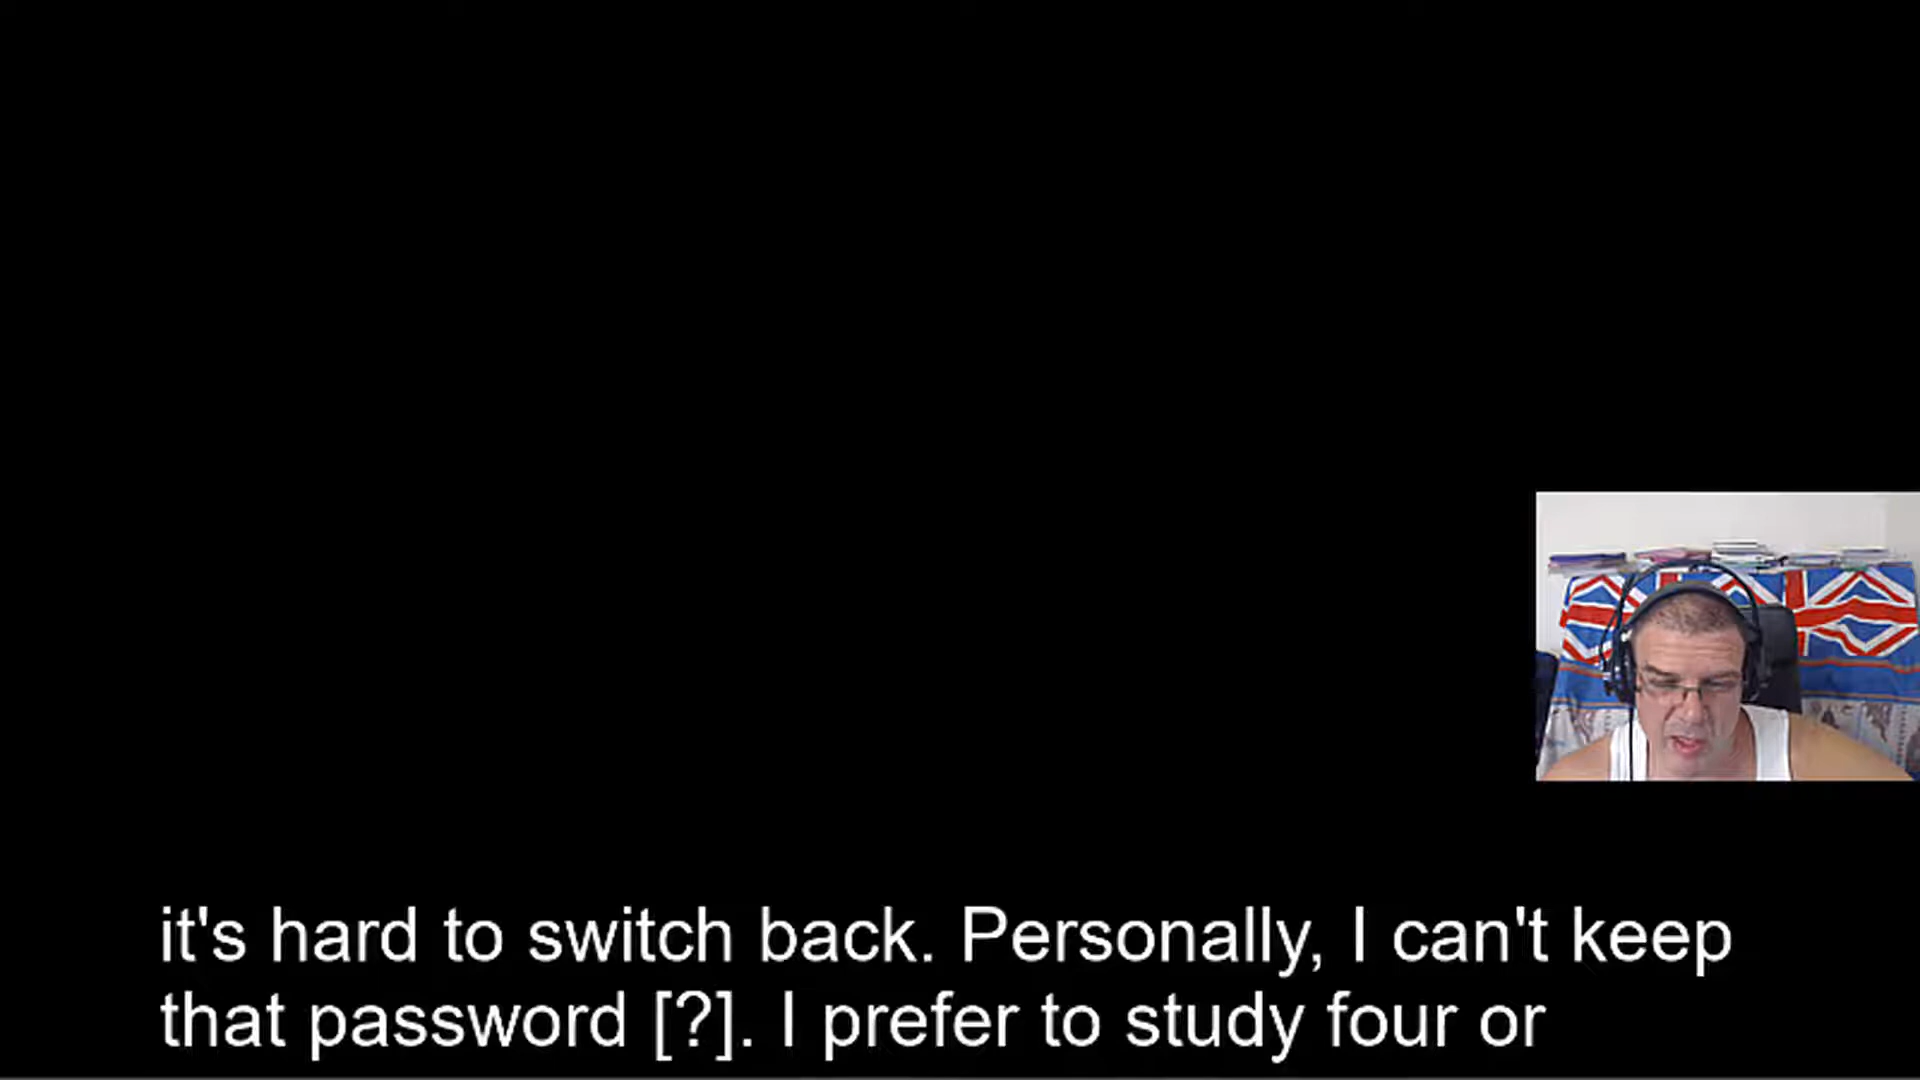 it's hard to switch back. Personally, I can't keep
that password [?]. I prefer to study four or